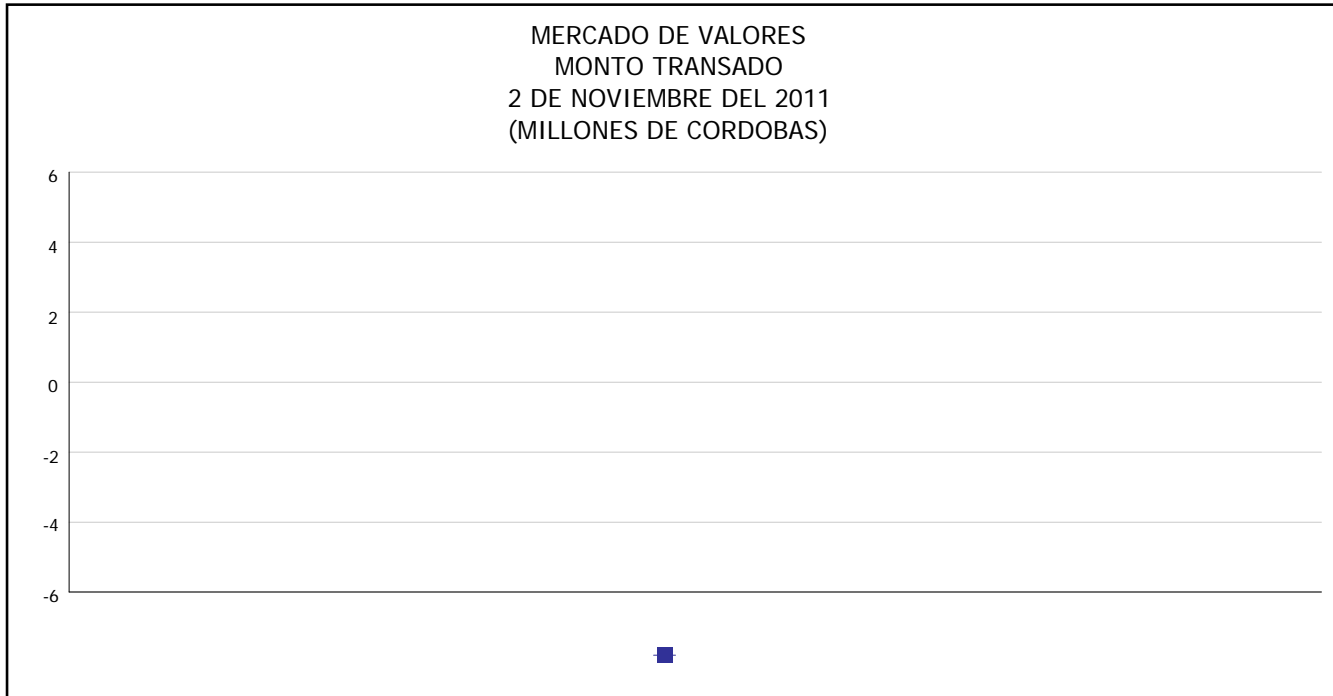 MERCADO DE VALORES
MONTO TRANSADO
2 DE NOVIEMBRE DEL 2011
(MILLONES DE CORDOBAS)
6
4
2
0
-2
-4
-6